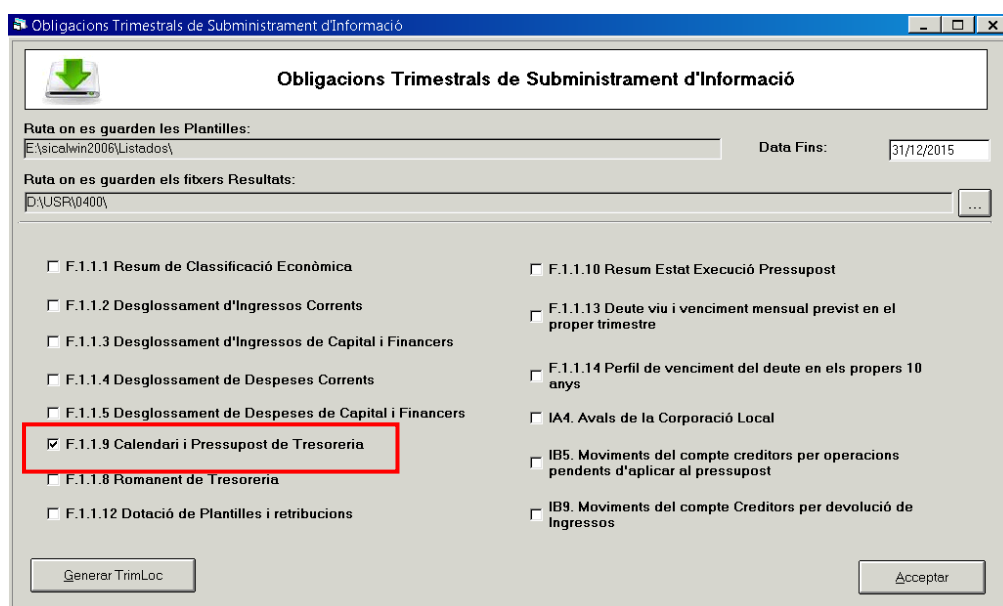 Obligacions Trimestrals de Subministrament d'Informació
Obligacions Trimestrals de Subministrament d'Informació
Ruta on es guarden les Plantilles:
E:\sicalwin2006\Listados\
Data Fins:
31/12/2015
Ruta on es guarden els fitxers Resultats:
D:\USR\0400\
...
F.1.1.1 Resum de Classificació Econòmica
F.1.1.2 Desglossament d'Ingressos Corrents
F.1.1.3 Desglossament d'Ingressos de Capital i Financers
F.1.1.4 Desglossament de Despeses Corrents
F.1.1.5 Desglossament de Despeses de Capital i Financers
F.1.1.9 Calendari i Pressupost de Tresoreria
F.1.1.8 Romanent de Tresoreria
F.1.1.12 Dotació de Plantilles i retribucions
F.1.1.10 Resum Estat Execució Pressupost
F.1.1.13 Deute viu i venciment mensual previst en el
proper trimestre
F.1.1.14 Perfil de venciment del deute en els propers 10
anys
IA4. Avals de la Corporació Local
IB5. Moviments del compte creditors per operacions
pendents d'aplicar al pressupost
IB9. Moviments del compte Creditors per devolució de
Ingressos
Generar TrimLoc
Acceptar